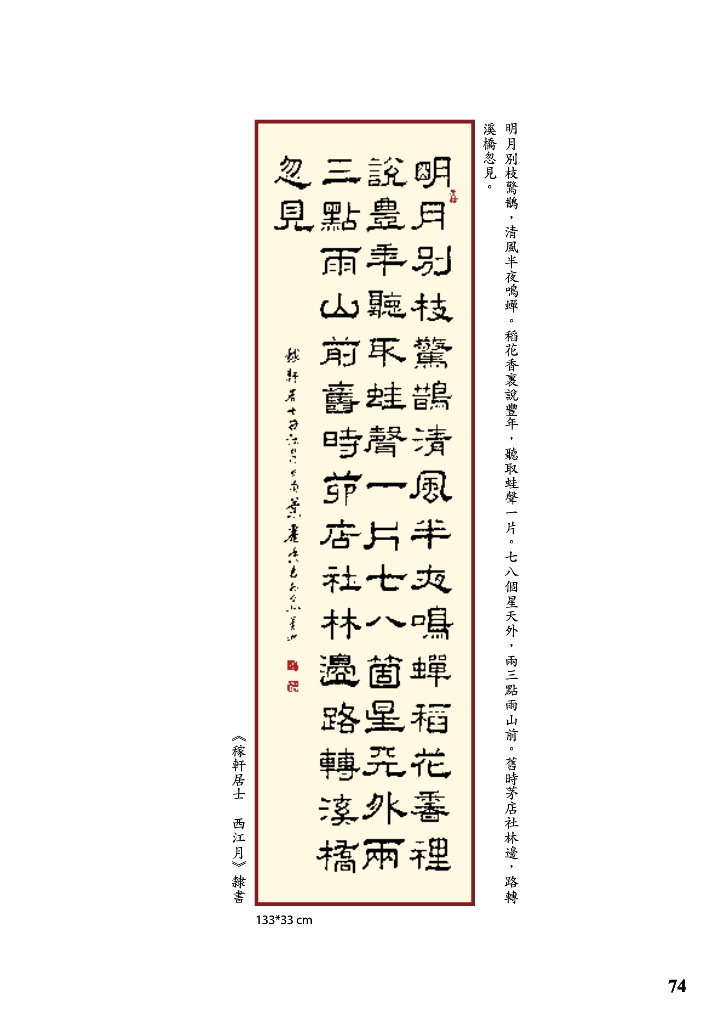 明月別枝驚鵲，清風半夜鳴蟬。稻花香裏說豐年，聽取蛙聲一片。七八個星天外，兩三點雨山前。舊時茅店社林邊，路轉
溪橋忽見。
明月別枝驚鵲清風半夜鳴蟬稻花香裡
說豊年聽取蛙聲一片七八箇星天外兩
三點雨山前舊時茆店社林邊路轉溪橋
忽見
軒居士
《稼軒居士　西江月》隸書
133*33 cm
74